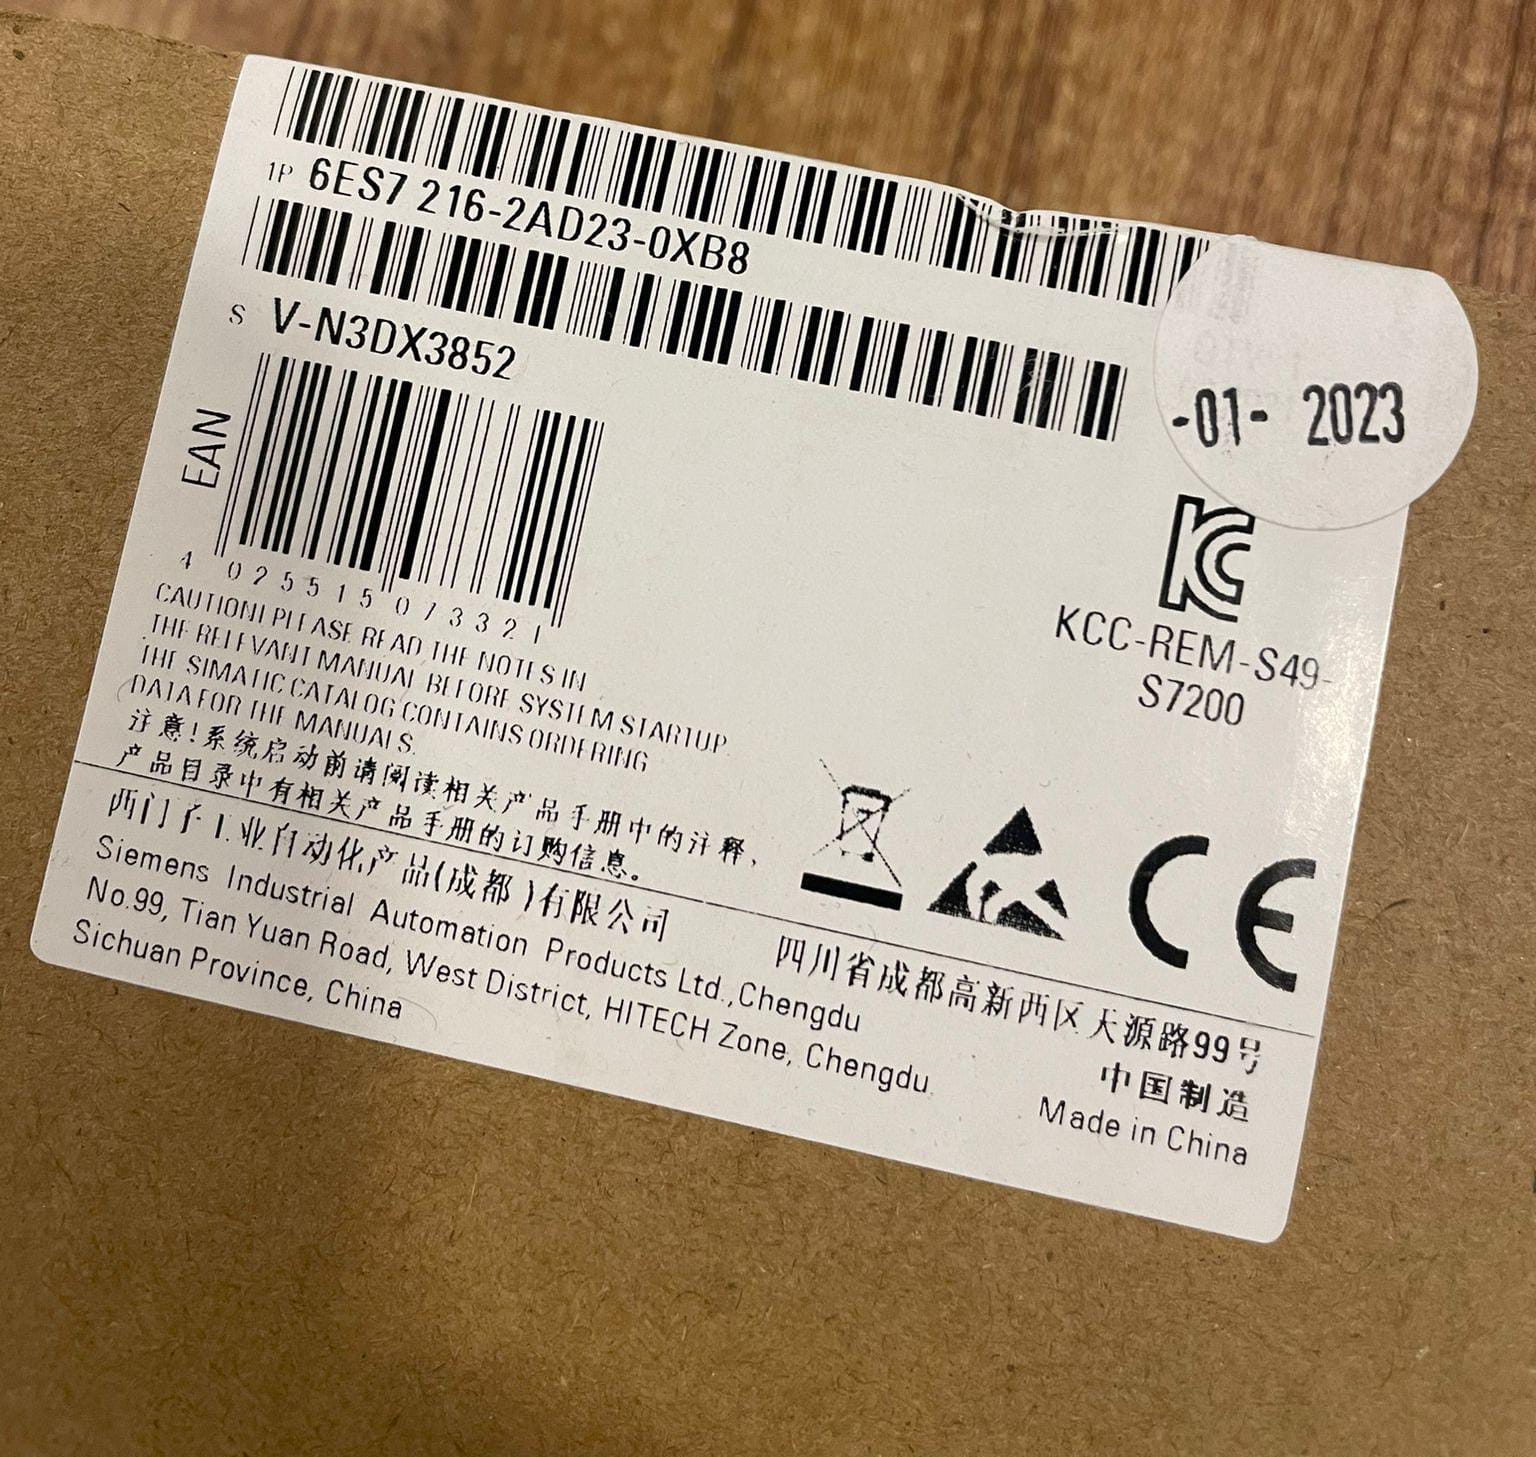 1P 6ES7 216-2AD23-0XB8
S V-N3DX3852
-01- 2023
EAN
4 025515 073321
KCC-REM-S49-
S7200
CAUTION! PLEASE READ THE NOTES IN
THE RELEVANT MANUAL BEFORE SYSTEM STARTUP.
THE SIMATIC CATALOG CONTAINS ORDERING
DATA FOR THE MANUALS.
注意!系统启动前请阅读相关产品手册中的注释,
产品目录中有相关产品手册的订购信息。
CE
西门子工业自动化产品(成都)有限公司
Siemens Industrial Automation Products Ltd.,Chengdu
No.99, Tian Yuan Road, West District, HITECH Zone, Chengdu
Sichuan Province, China
四川省成都高新西区天源路99号
中国制造
Made in China